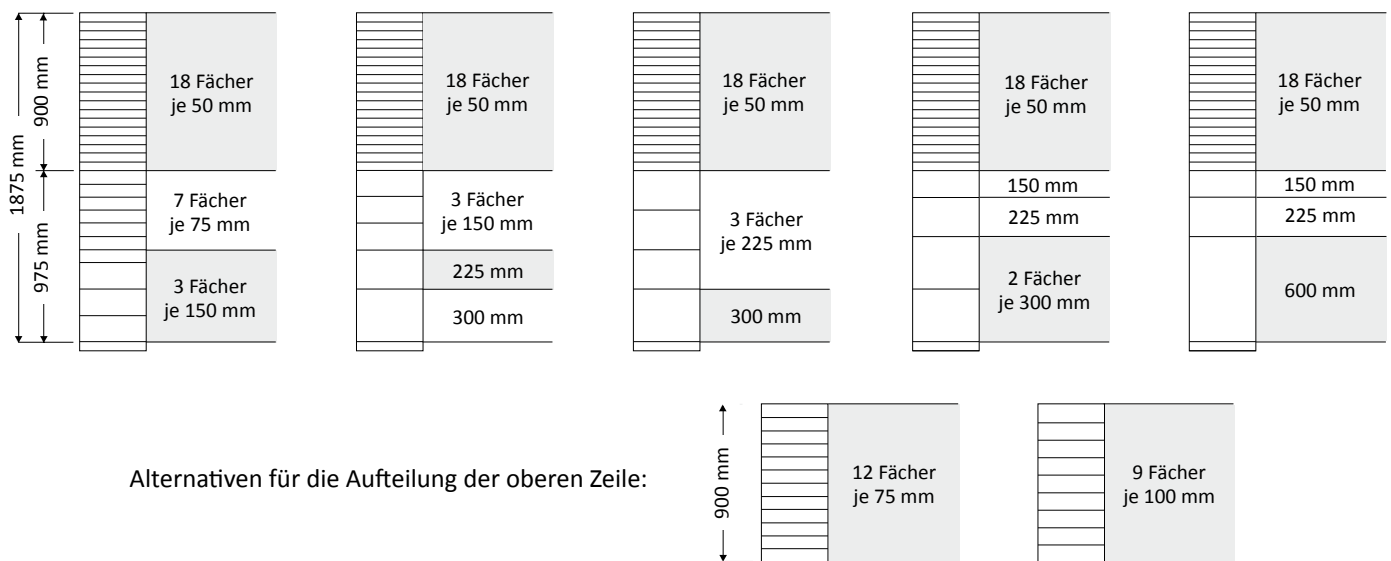 1875 mm
900 mm
975 mm
18 Fächer
je 50 mm
7 Fächer
je 75 mm
3 Fächer
je 150 mm
18 Fächer
je 50 mm
3 Fächer
je 150 mm
225 mm
300 mm
18 Fächer
je 50 mm
3 Fächer
je 225 mm
300 mm
18 Fächer
je 50 mm
150 mm
225 mm
2 Fächer
je 300 mm
18 Fächer
je 50 mm
150 mm
225 mm
600 mm
Alternativen für die Aufteilung der oberen Zeile:
900 mm
12 Fächer
je 75 mm
9 Fächer
je 100 mm